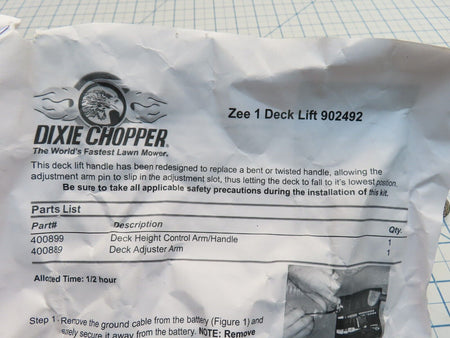 Zee 1 Deck Lift 902492
DIXIE CHOPPER
The World's Fastest Lawn Mower.
This deck lift handle has been redesigned to replace a bent or twisted handle, allowing the
adjustment arm pin to slip in the adjustment slot, thus letting the deck to fall to it's lowest position.
Be sure to take all applicable safety precautions during the installation of this kit.
Parts List
Part# Description Qty.
400899 Deck Height Control Arm/Handle 1
400889 Deck Adjuster Arm 1
Allotted Time: 1/2 hour
Step 1 - Remove the ground cable from the battery (Figure 1) and
securely secure it away from the battery. NOTE: Remove